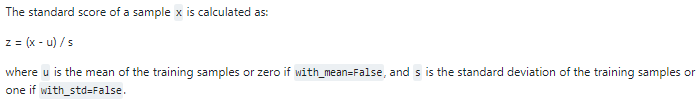 The standard score of a sample x is calculated as:
z = (x - u) / s
where u is the mean of the training samples or zero if with_mean=False, and s is the standard deviation of the training samples or
one if with_std=False.